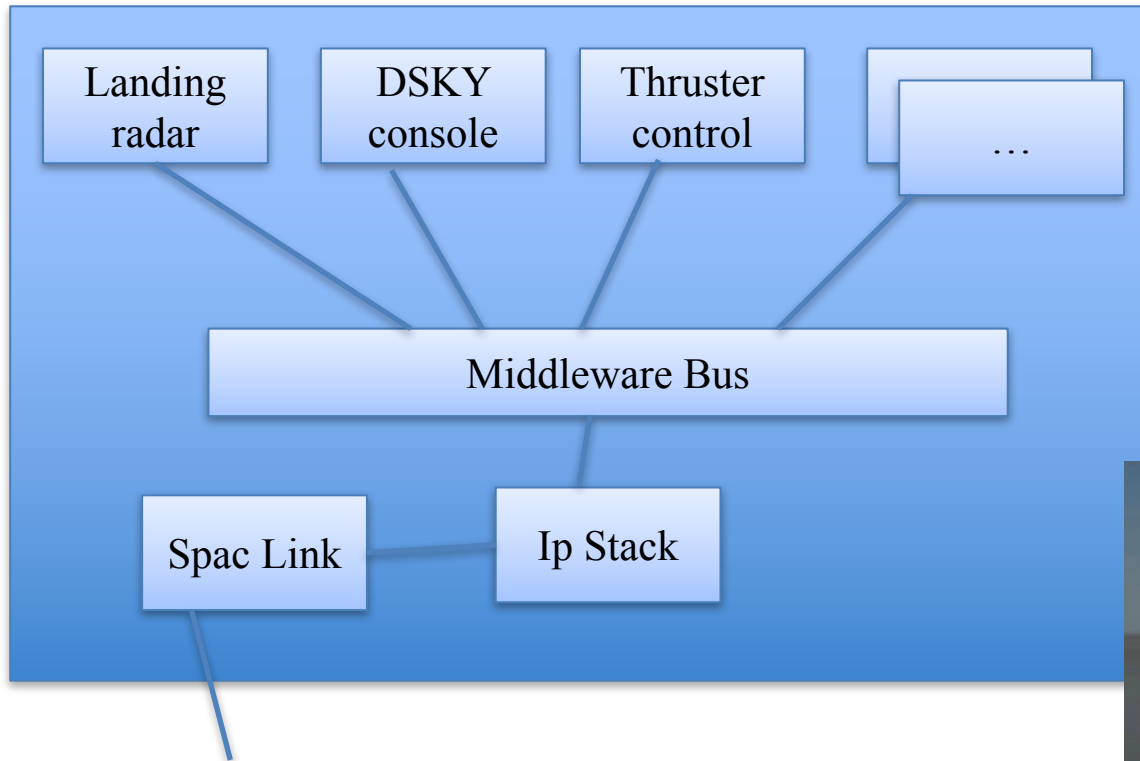 Landing
radar
DSKY
console
Thruster
control
…
Middleware Bus
Spac Link
Ip Stack